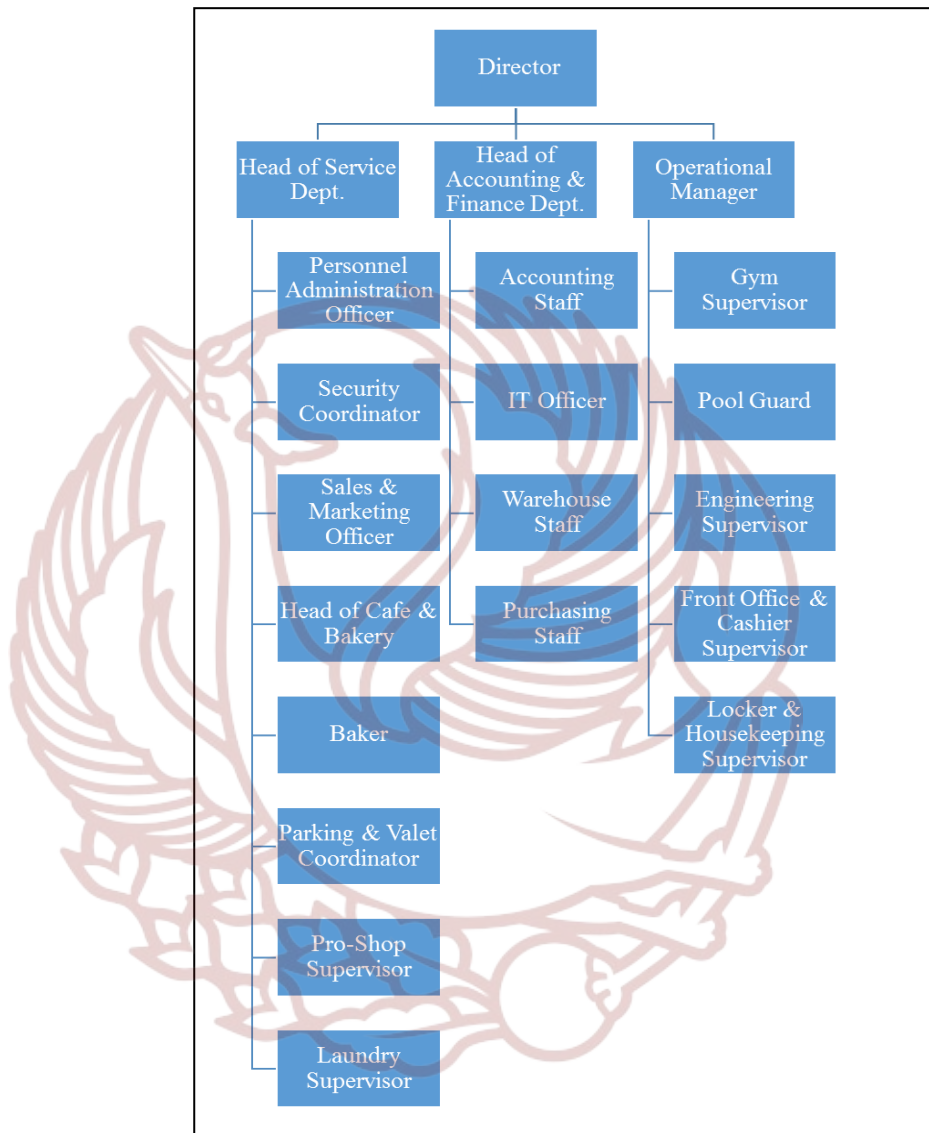 Director
Head of Service
Dept.
Head of
Accounting &
Finance Dept.
Operational
Manager
Personnel
Administration
Officer
Security
Coordinator
Sales &
Marketing
Officer
Head of Cafe &
Bakery
Baker
Parking & Valet
Coordinator
Pro-Shop
Supervisor
Laundry
Supervisor
Accounting
Staff
IT Officer
Warehouse
Staff
Purchasing
Staff
Gym
Supervisor
Pool Guard
Engineering
Supervisor
Front Office &
Cashier
Supervisor
Locker &
Housekeeping
Supervisor